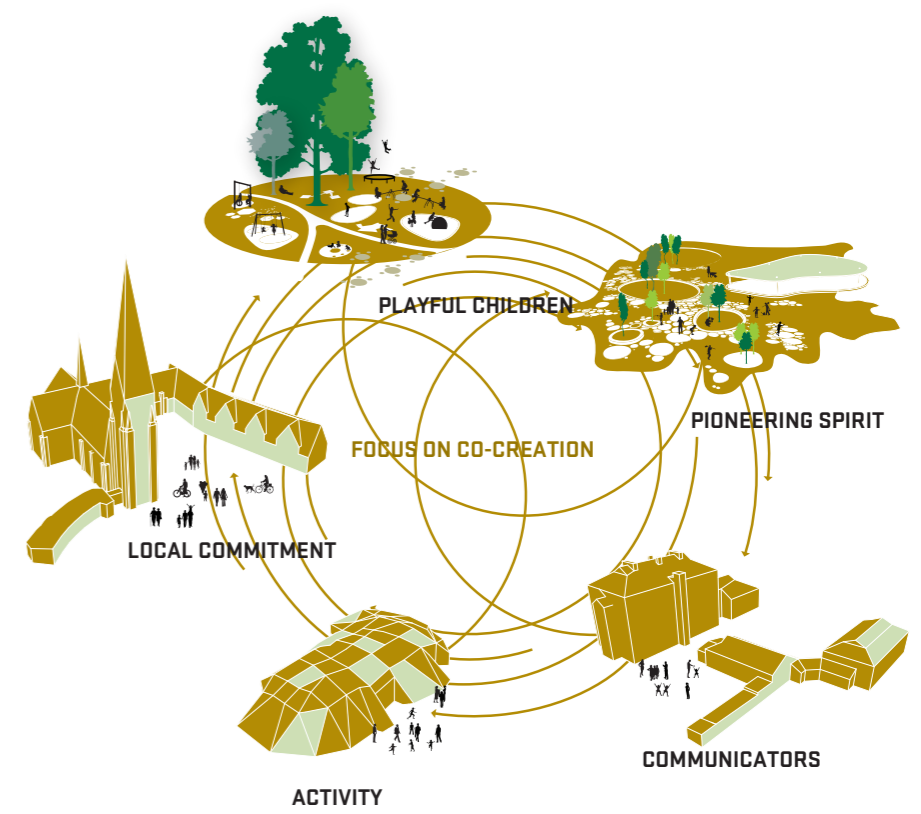 PLAYFUL CHILDREN
PIONEERING SPIRIT
FOCUS ON CO-CREATION
LOCAL COMMITMENT
COMMUNICATORS
ACTIVITY